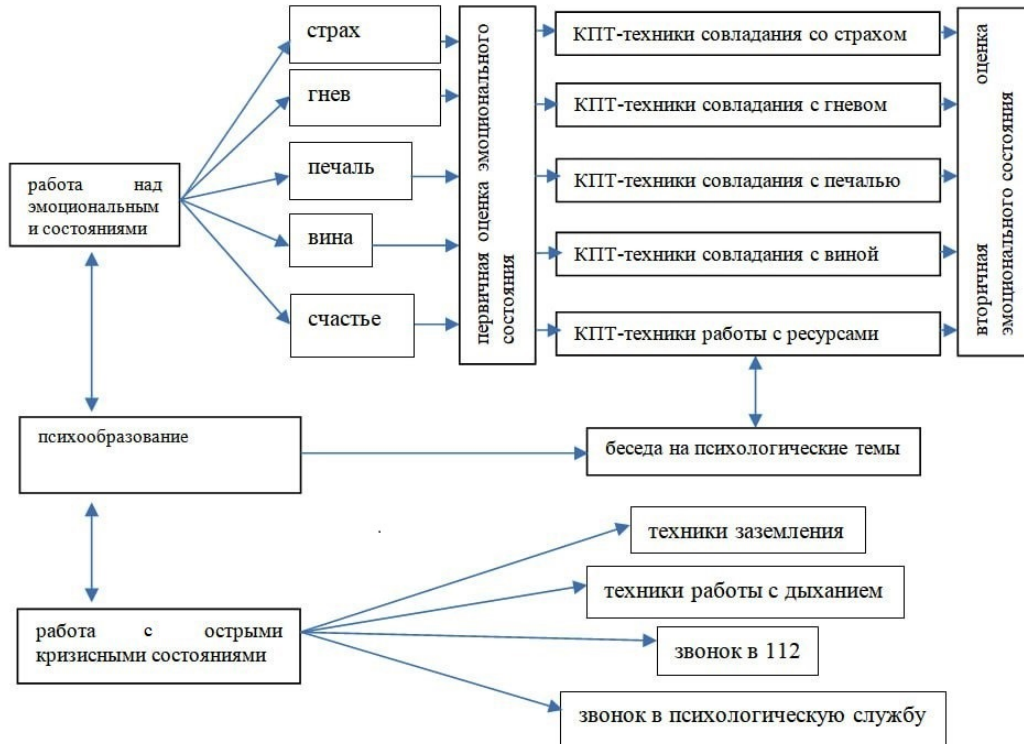 страх
гнев
печаль
вина
счастье
работа над
эмоциональным
и состояниями
первичная оценка эмоционального
состояния
КПТ-техники совладания со страхом
КПТ-техники совладания с гневом
КПТ-техники совладания с печалью
КПТ-техники совладания с виной
КПТ-техники работы с ресурсами
вторичная оценка
эмоционального состояния
психообразование
беседа на психологические темы
работа с острыми
кризисными состояниями
техники заземления
техники работы с дыханием
звонок в 112
звонок в психологическую службу